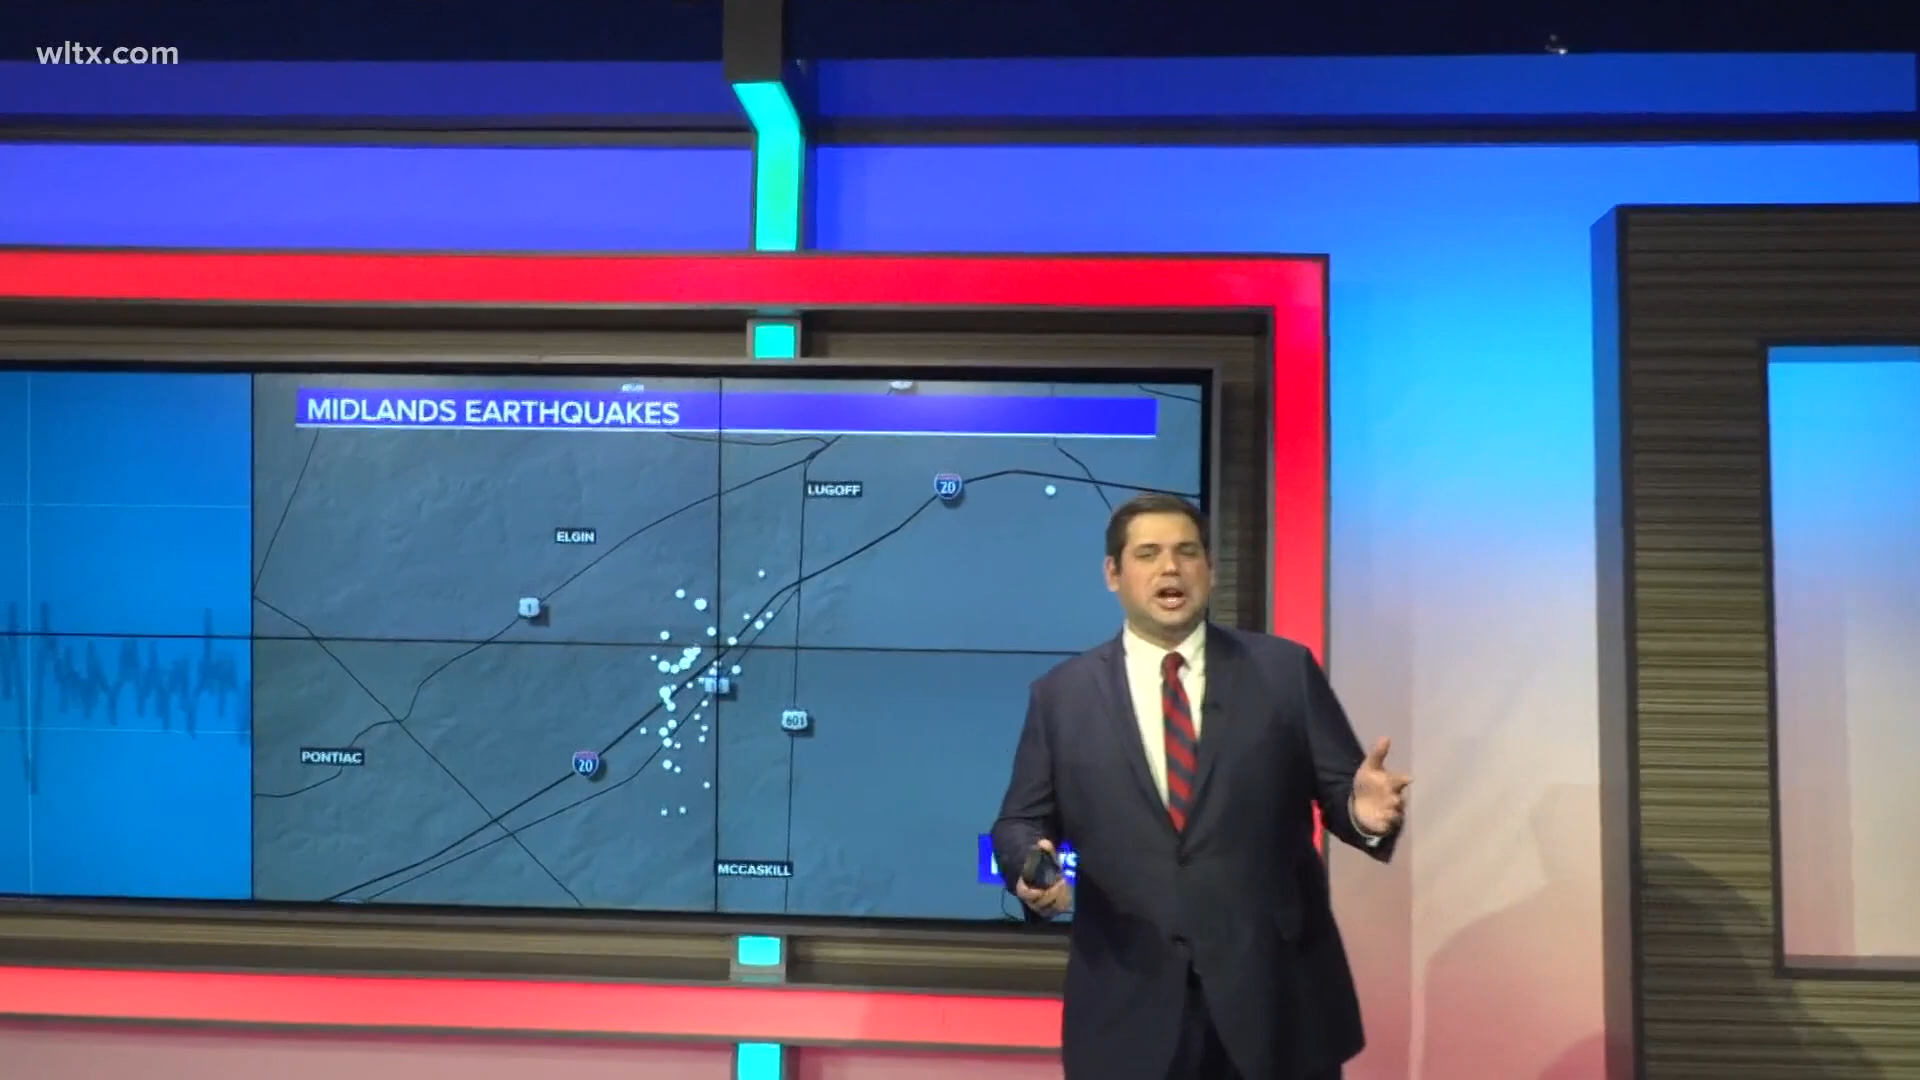 wltx.com
MIDLANDS EARTHQUAKES
LUGOFF
20
ELGIN
1
601
PONTIAC
20
MCCASKILL